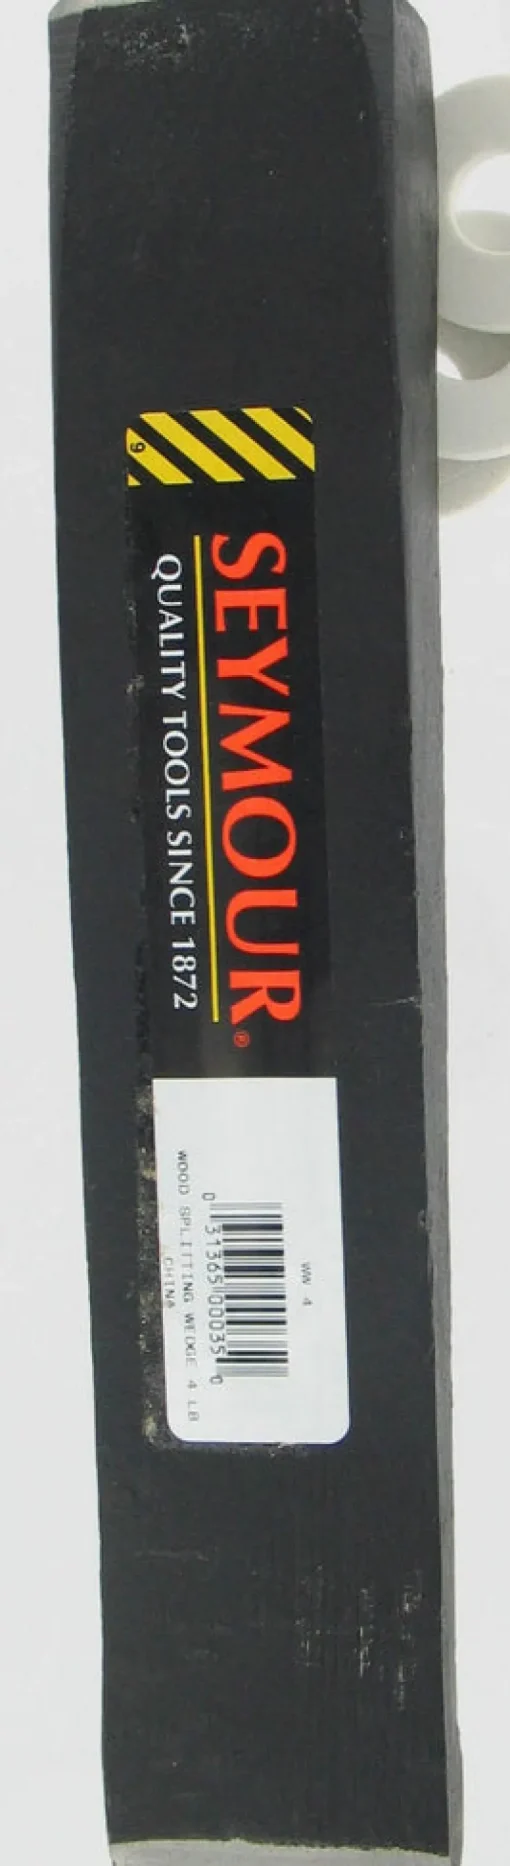 9
SEYMOUR®
QUALITY TOOLS SINCE 1872
WW 4
0 31365 00035 0
WOOD SPLITTING WEDGE 4 LB
CHINA